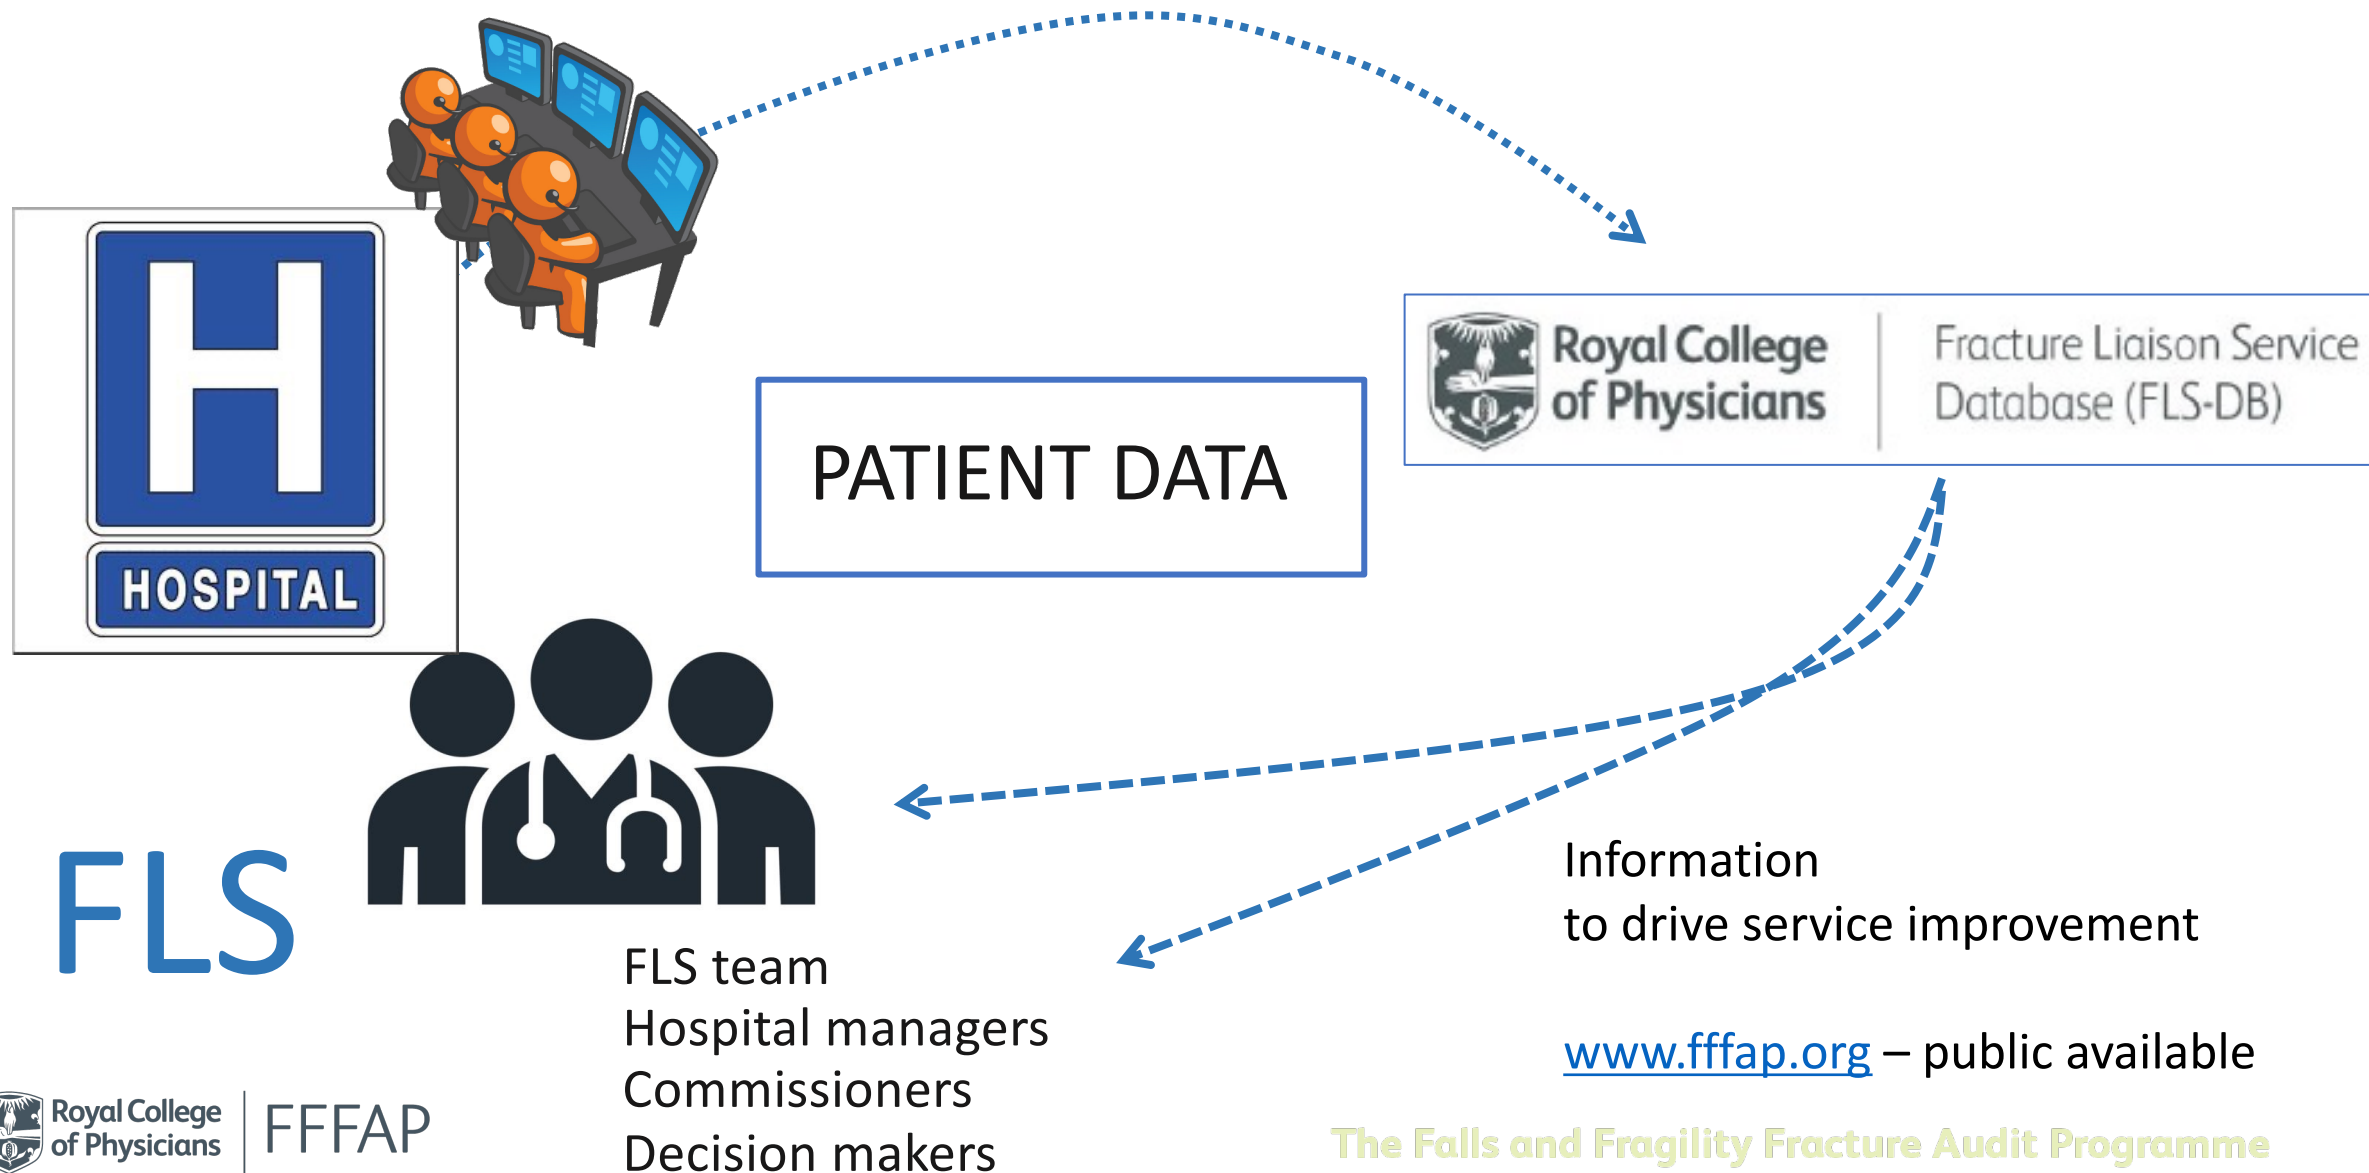 H
HOSPITAL
PATIENT DATA
Royal College
of Physicians
Fracture Liaison Service
Database (FLS-DB)
FLS
FLS team
Hospital managers
Commissioners
Decision makers
Information
to drive service improvement
www.fffap.org – public available
Royal College
of Physicians
FFFAP
The Falls and Fragility Fracture Audit Programme